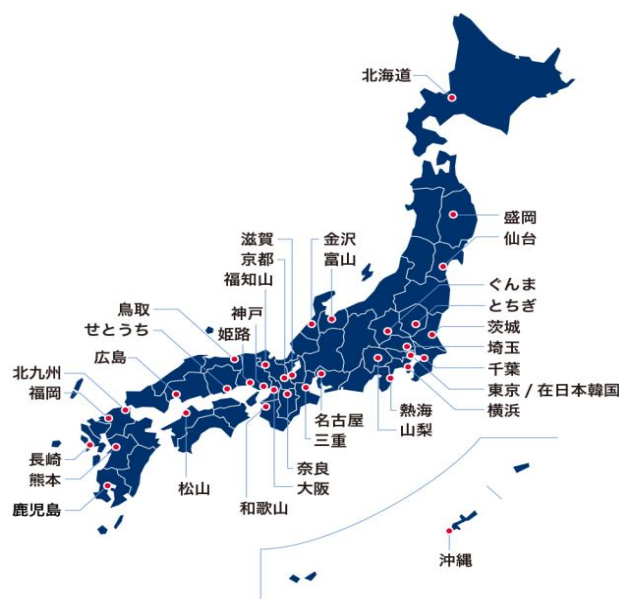 北海道
盛岡
仙台
滋賀
金沢
京都
富山
福知山
ぐんま
とちぎ
鳥取
神戸
茨城
せとうち
姫路
埼玉
広島
千葉
北九州
東京 / 在日本韓国
福岡
横浜
名古屋
熱海
三重
山梨
長崎
奈良
熊本
松山
大阪
鹿児島
和歌山
沖縄